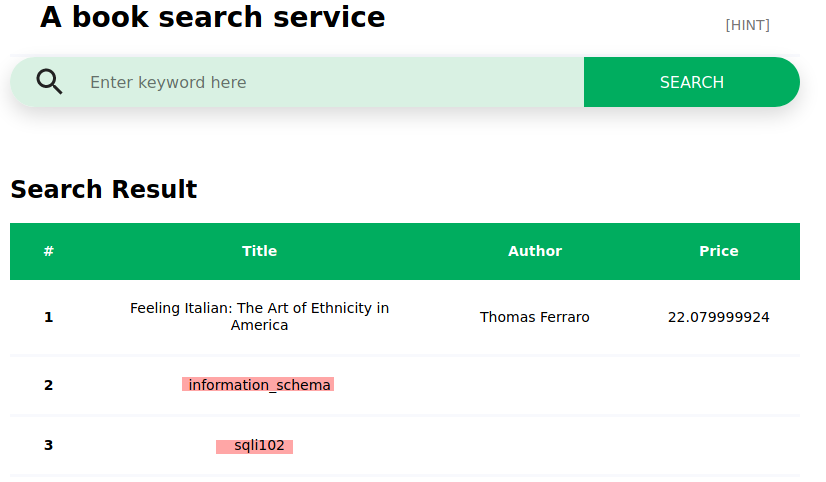 A book search service
[HINT]
Enter keyword here
SEARCH
Search Result
# Title Author Price
1 Feeling Italian: The Art of Ethnicity in America Thomas Ferraro 22.079999924
2 information_schema
3 sqli102